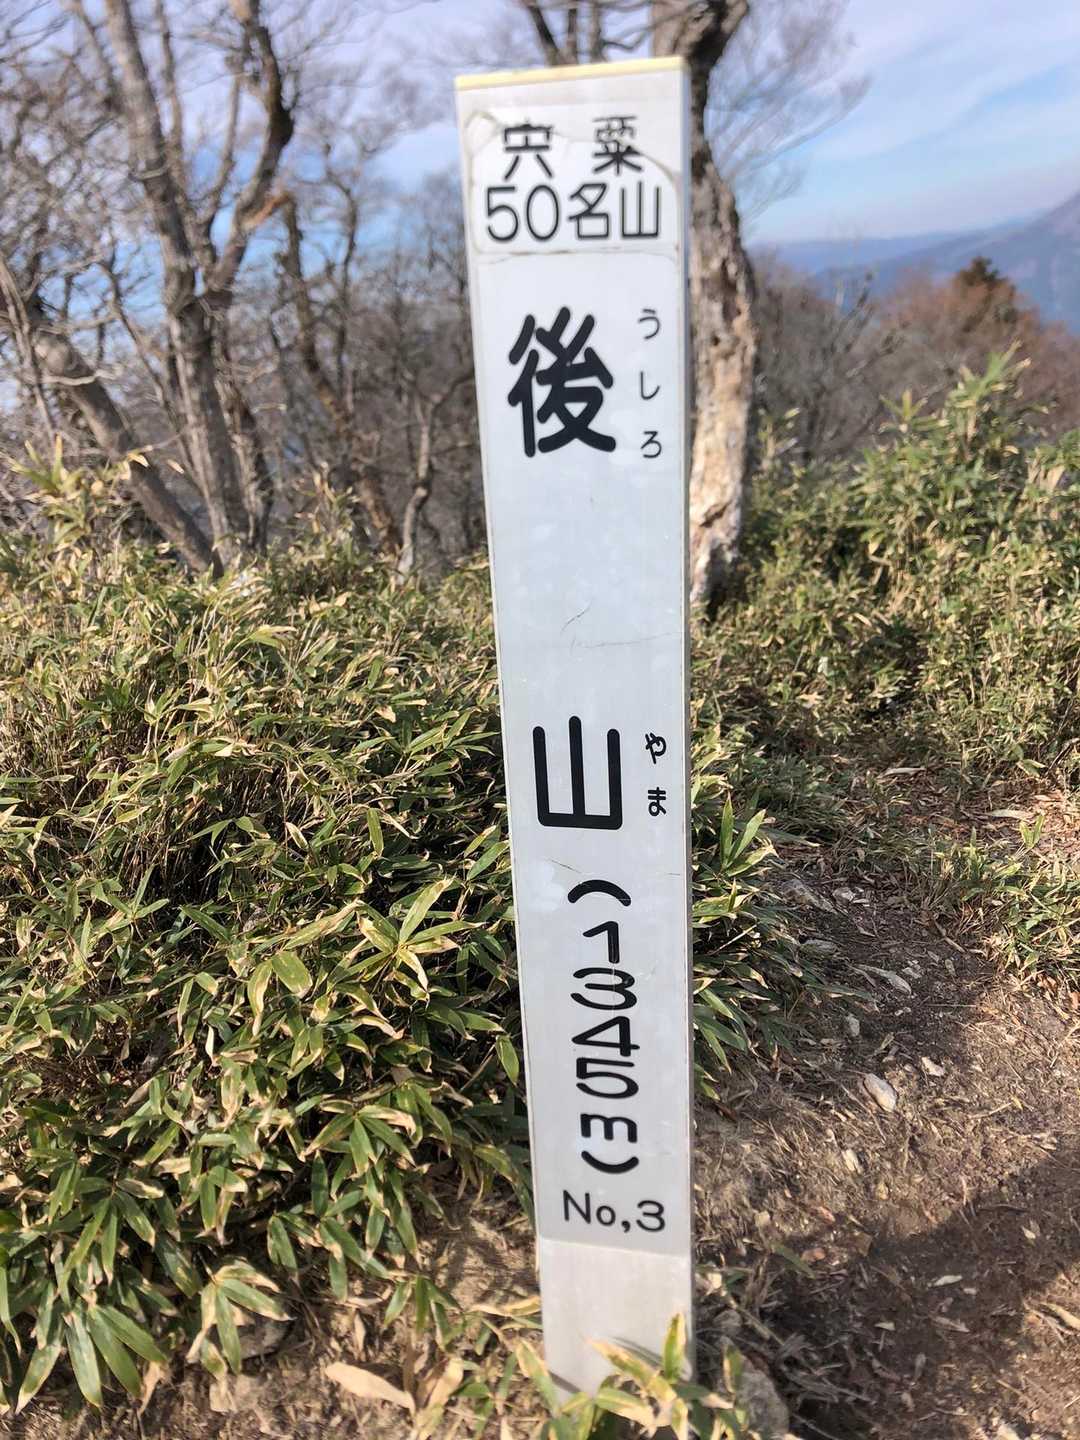 宍粟
50名山
後山
うしろやま
(1345m)
No,3